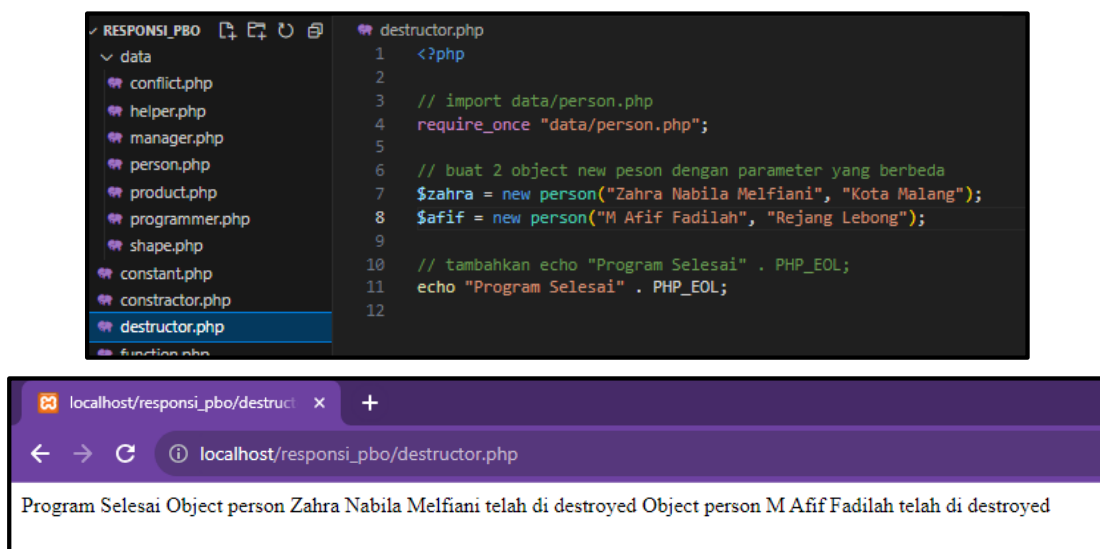 RESPONSI_PBO
data
conflict.php
helper.php
manager.php
person.php
product.php
programmer.php
shape.php
constant.php
constractor.php
destructor.php
function.php
destructor.php
1 <?php
2
3 // import data/person.php
4 require_once "data/person.php";
5
6 // buat 2 object new peson dengan parameter yang berbeda
7 $zahra = new person("Zahra Nabila Melfiani", "Kota Malang");
8 $afif = new person("M Afif Fadilah", "Rejang Lebong");
9
10 // tambahkan echo "Program Selesai" . PHP_EOL;
11 echo "Program Selesai" . PHP_EOL;
12
localhost/responsi_pbo/destruct
localhost/responsi_pbo/destructor.php
Program Selesai Object person Zahra Nabila Melfiani telah di destroyed Object person M Afif Fadilah telah di destroyed